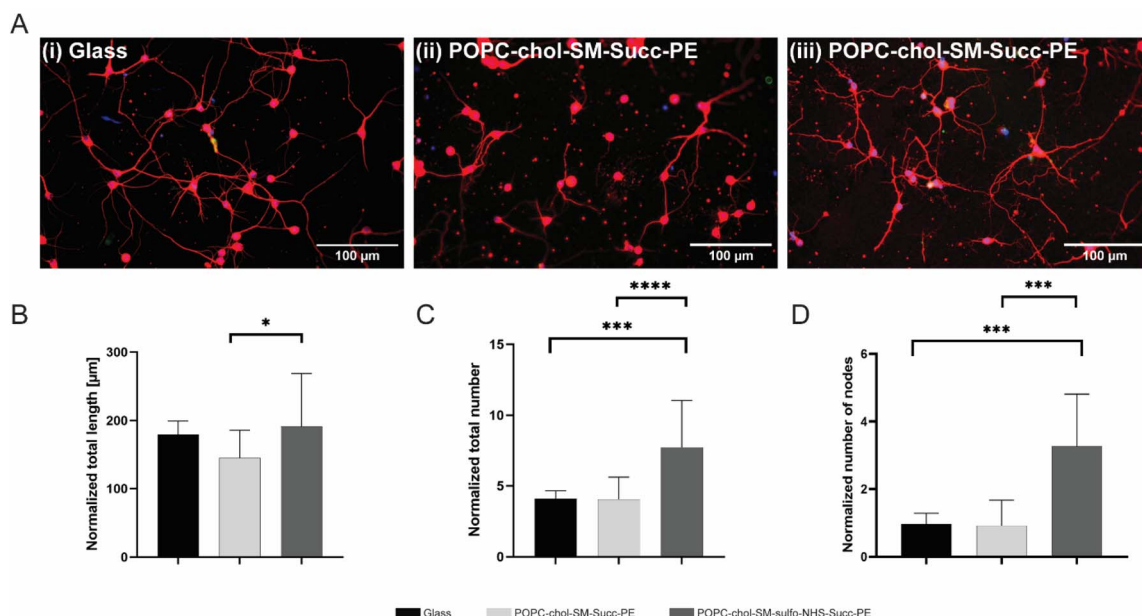 A
(i) Glass
(ii) POPC-chol-SM-Succ-PE
(iii) POPC-chol-SM-Succ-PE
100 µm
100 µm
100 µm
B
*
Normalized total length [µm]
300
200
100
0
C
****
***
Normalized total number
15
10
5
0
D
***
***
Normalized number of nodes
6
4
2
0
Glass
POPC-chol-SM-Succ-PE
POPC-chol-SM-sulfo-NHS-Succ-PE